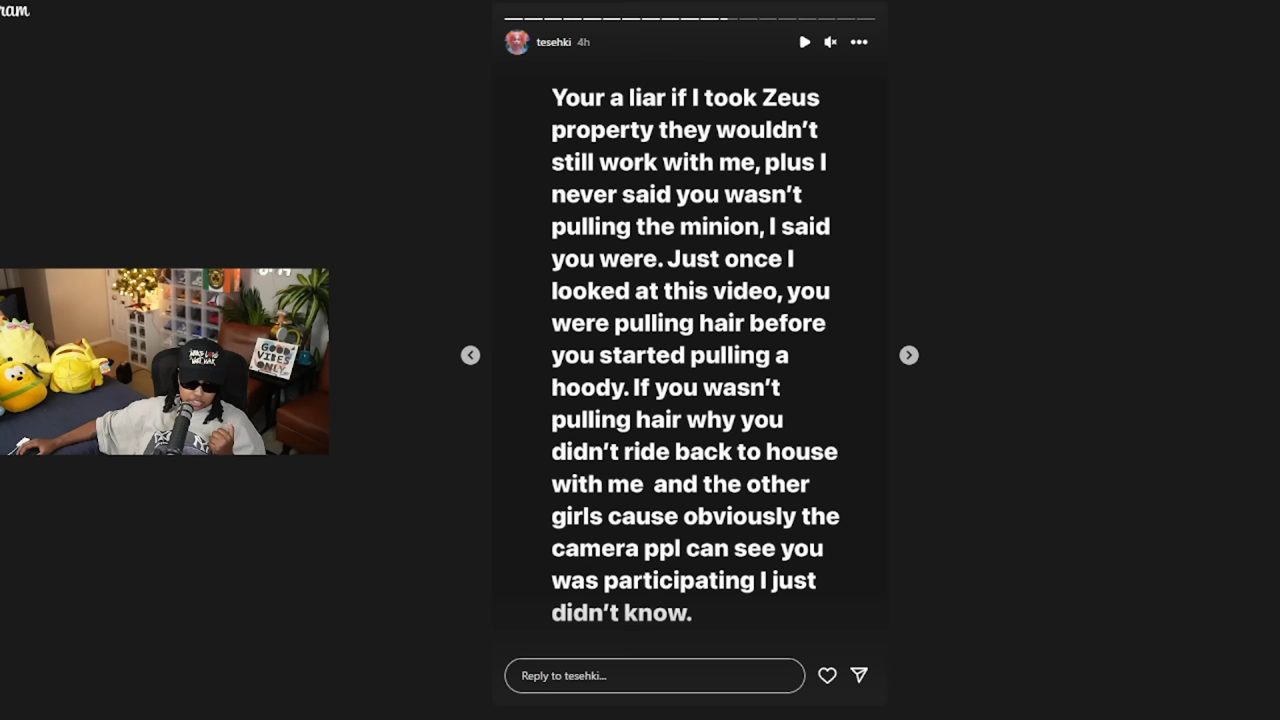 ram
tesehki 4h
Your a liar if I took Zeus
property they wouldn't
still work with me, plus I
never said you wasn't
pulling the minion, I said
you were. Just once I
looked at this video, you
were pulling hair before
you started pulling a
hoody. If you wasn't
pulling hair why you
didn't ride back to house
with me  and the other
girls cause obviously the
camera ppl can see you
was participating I just
didn't know.
GOOD
VIBES
ONLY
Reply to tesehki...